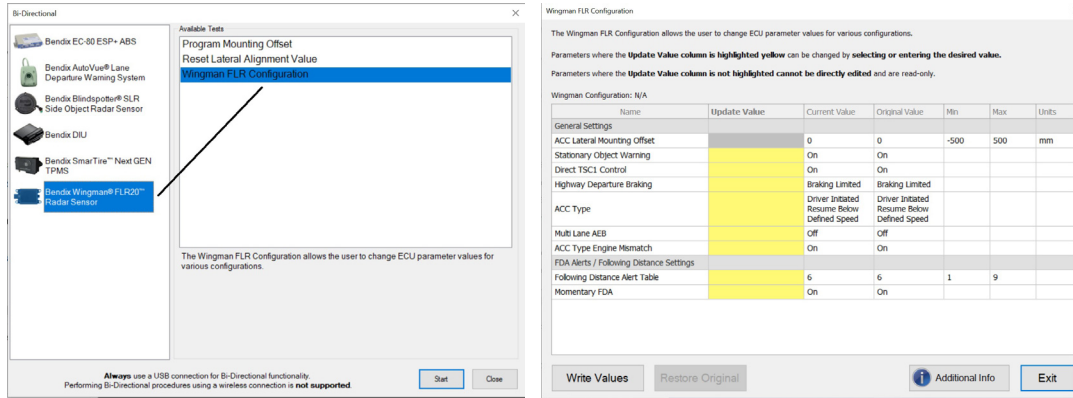 Bi-Directional
Bendix EC-80 ESP+ ABS
Bendix AutoVue® Lane
Departure Warning System
Bendix Blindspotter® SLR
Side Object Radar Sensor
Bendix DIU
Bendix SmarTire™ Next GEN
TPMS
Bendix Wingman® FLR20™
Radar Sensor
Available Tests
Program Mounting Offset
Reset Lateral Alignment Value
Wingman FLR Configuration
The Wingman FLR Configuration allows the user to change ECU parameter values for
various configurations.
Always use a USB connection for Bi-Directional functionality.
Performing Bi-Directional procedures using a wireless connection is not supported.
Start Close
Wingman FLR Configuration
The Wingman FLR Configuration allows the user to change ECU parameter values for various configurations.
Parameters where the Update Value column is highlighted yellow can be changed by selecting or entering the desired value.
Parameters where the Update Value column is not highlighted cannot be directly edited and are read-only.
Wingman Configuration: N/A
Name Update Value Current Value Original Value Min Max Units
General Settings
ACC Lateral Mounting Offset 0 0 -500 500 mm
Stationary Object Warning On On
Direct TSC1 Control On On
Highway Departure Braking Braking Limited Braking Limited
ACC Type Driver Initiated Resume Below Defined Speed Driver Initiated Resume Below Defined Speed
Multi Lane AEB Off Off
ACC Type Engine Mismatch On On
FDA Alerts / Following Distance Settings
Following Distance Alert Table 6 6 1 9
Momentary FDA On On
Write Values Restore Original Additional Info Exit